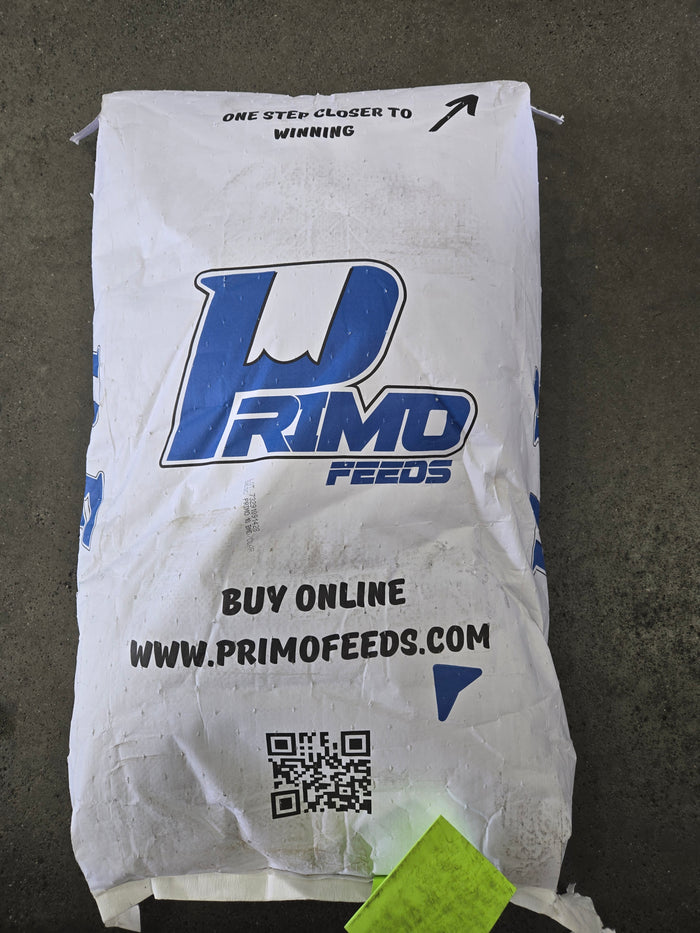 ONE STEP CLOSER TO
WINNING
PRIMO
FEEDS
BUY ONLINE
WWW.PRIMOFEEDS.COM